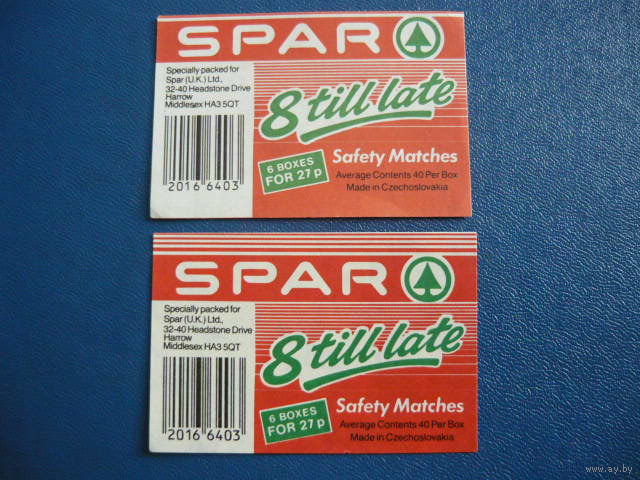 SPAR
Specially packed for
Spar (U.K.) Ltd.,
32-40 Headstone Drive
Harrow
Middlesex HA3 5QT
8 till late
2016 6403
6 BOXES
FOR 27p
Safety Matches
Average Contents 40 Per Box
Made in Czechoslovakia
SPAR
Specially packed for
Spar (U.K.) Ltd.,
32-40 Headstone Drive
Harrow
Middlesex HA3 5QT
8 till late
2016 6403
6 BOXES
FOR 27p
Safety Matches
Average Contents 40 Per Box
Made in Czechoslovakia
www.ay.by